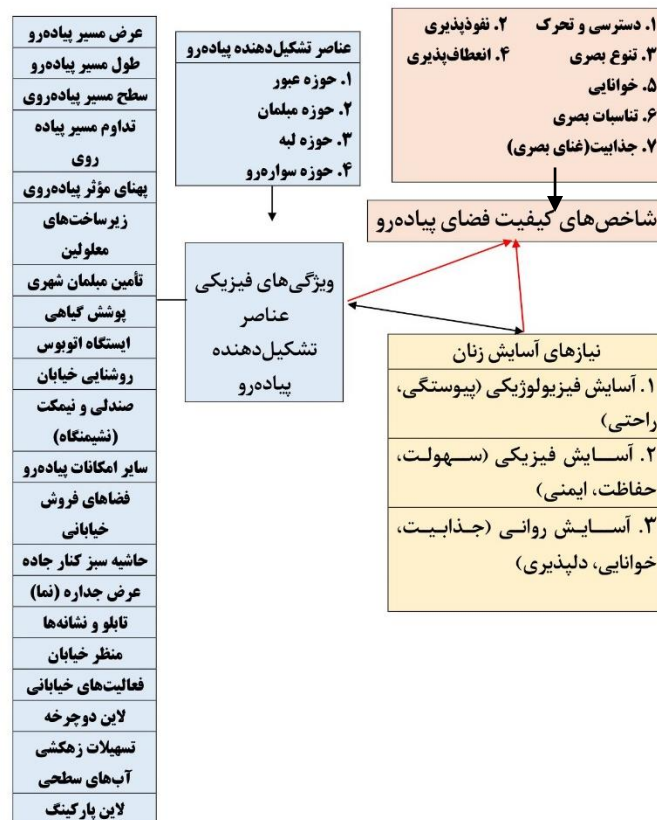 ۱. دسترسی و تحرک ۲. نفوذپذیری
۳. تنوع بصری ۴. انعطاف‌پذیری
۵. خوانایی
۶. تناسبات بصری
۷. جذابیت(غنای بصری)
شاخص‌های کیفیت فضای پیاده‌رو
عناصر تشکیل‌دهنده پیاده‌رو
۱. حوزه عبور
۲. حوزه مبلمان
۳. حوزه لبه
۴. حوزه سواره‌رو
ویژگی‌های فیزیکی
عناصر
تشکیل‌دهنده
پیاده‌رو
نیازهای آسایش زنان
۱. آسایش فیزیولوژیکی (پیوستگی،
راحتی)
۲. آسایش فیزیکی (سهولت،
حفاظت، ایمنی)
۳. آسایش روانی (جذابیت،
خوانایی، دلپذیری)
عرض مسیر پیاده‌رو
طول مسیر پیاده‌رو
سطح مسیر پیاده‌روی
تداوم مسیر پیاده
روی
پهنای مؤثر پیاده‌روی
زیرساخت‌های
معلولین
تأمین مبلمان شهری
پوشش گیاهی
ایستگاه اتوبوس
روشنایی خیابان
صندلی و نیمکت
(نشیمنگاه)
سایر امکانات پیاده‌رو
فضاهای فروش
خیابانی
حاشیه سبز کنار جاده
عرض جداره (نما)
تابلو و نشانه‌ها
منظر خیابان
فعالیت‌های خیابانی
لاین دوچرخه
تسهیلات زهکشی
آب‌های سطحی
لاین پارکینگ